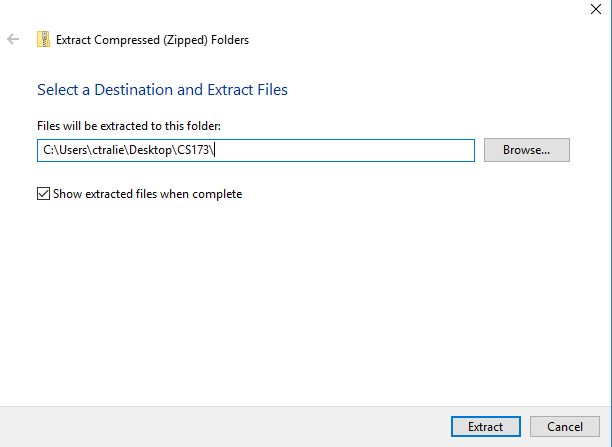 Extract Compressed (Zipped) Folders
Select a Destination and Extract Files
Files will be extracted to this folder:
C:\Users\ctralie\Desktop\CS173\
Browse...
Show extracted files when complete
Extract
Cancel